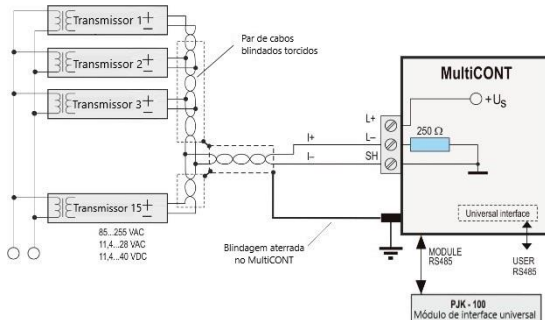 Transmissor 1
Transmissor 2
Transmissor 3
Transmissor 15
85...255 VAC
11,4...28 VAC
11,4...40 VDC
Par de cabos
blindados torcidos
I+
I–
Blindagem aterrada
no MultiCONT
MultiCONT
L+
L–
SH
+US
250 Ω
Universal interface
MODULE
RS485
USER
RS485
PJK - 100
Módulo de interface universal